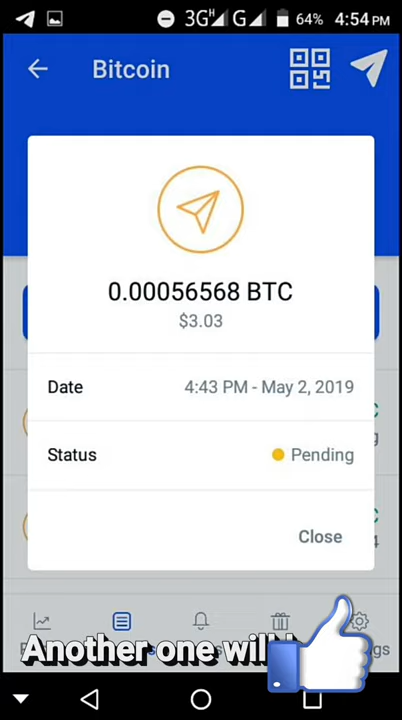 3G H G 64% 4:54 PM
Bitcoin
0.00056568 BTC
$3.03
Date 4:43 PM - May 2, 2019
Status Pending
Close
Another one will